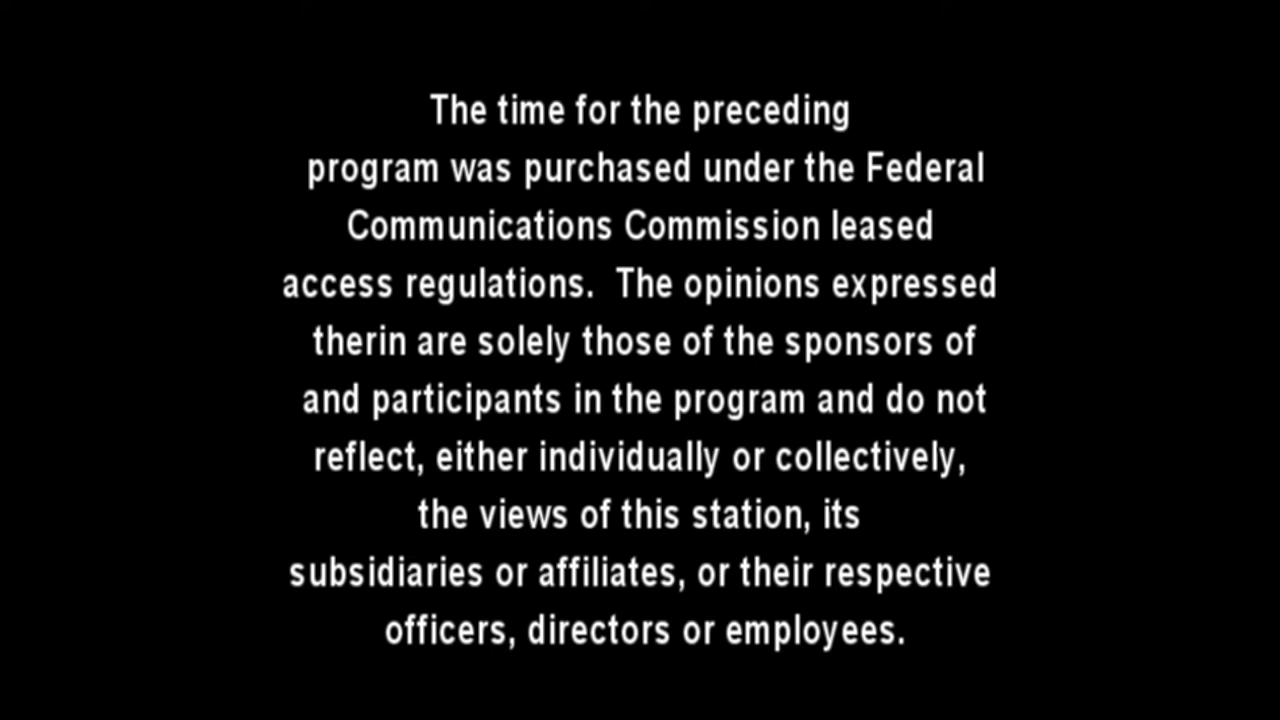 The time for the preceding
program was purchased under the Federal
Communications Commission leased
access regulations.  The opinions expressed
therin are solely those of the sponsors of
and participants in the program and do not
reflect, either individually or collectively,
the views of this station, its
subsidiaries or affiliates, or their respective
officers, directors or employees.